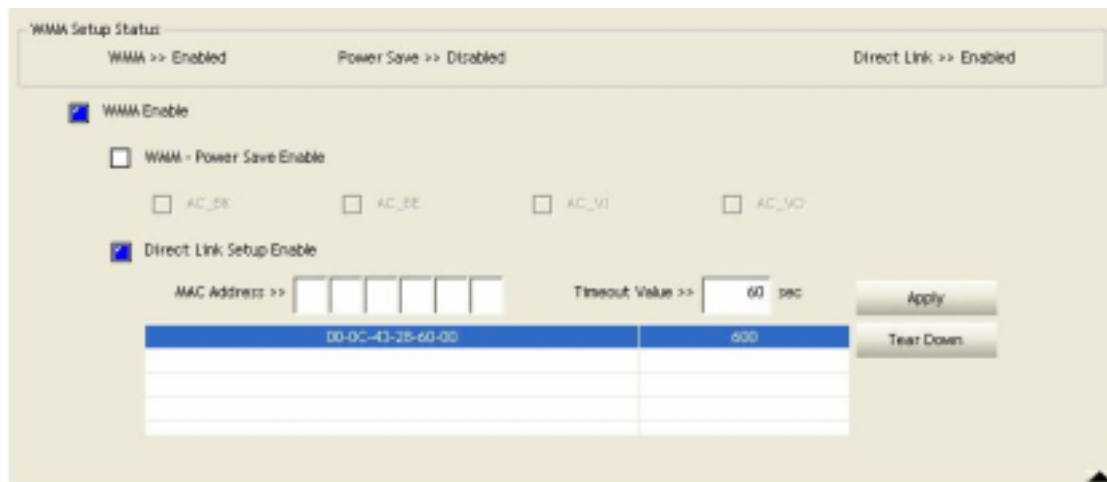 WMM Setup Status
WMM >> Enabled Power Save >> Disabled Direct Link >> Enabled
WMM Enable
WMM - Power Save Enable
AC_BK AC_BE AC_VI AC_VO
Direct Link Setup Enable
MAC Address >> Timeout Value >> 60 sec
Apply
00-0C-43-28-60-00 600
Tear Down